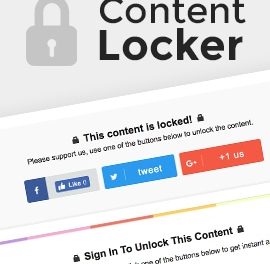 Content
Locker
This content is locked!
Please support us, use one of the buttons below to unlock the content.
f Like 0 tweet G+ +1 us
Sign In To Unlock This Content
one of the buttons below to get instant a